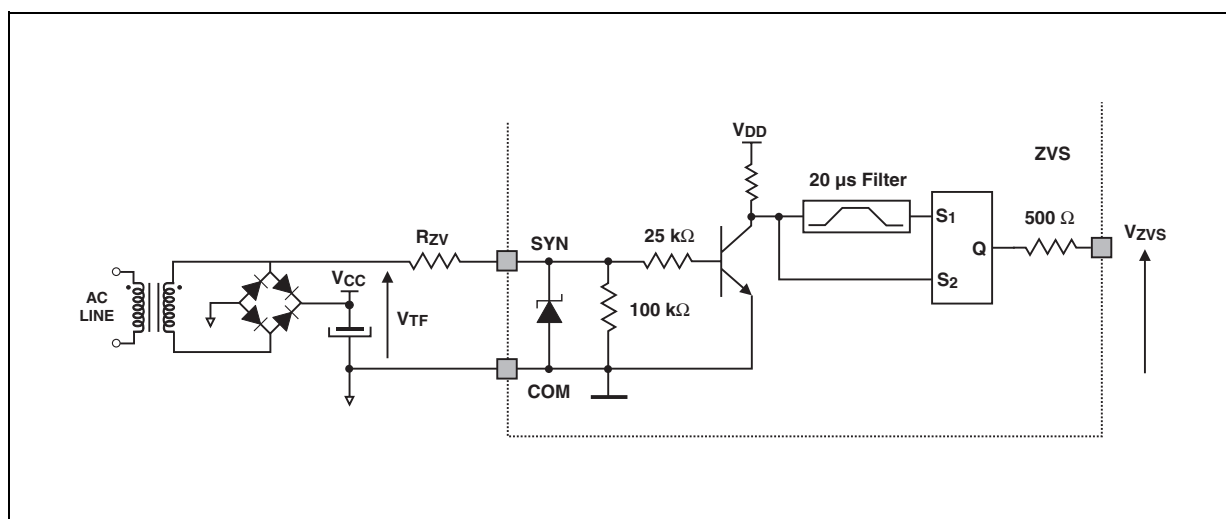 VDD
ZVS
20 µs Filter
RZV
SYN
25 kΩ
S1
500 Ω
VZVS
Q
AC
LINE
VCC
VTF
100 kΩ
S2
COM